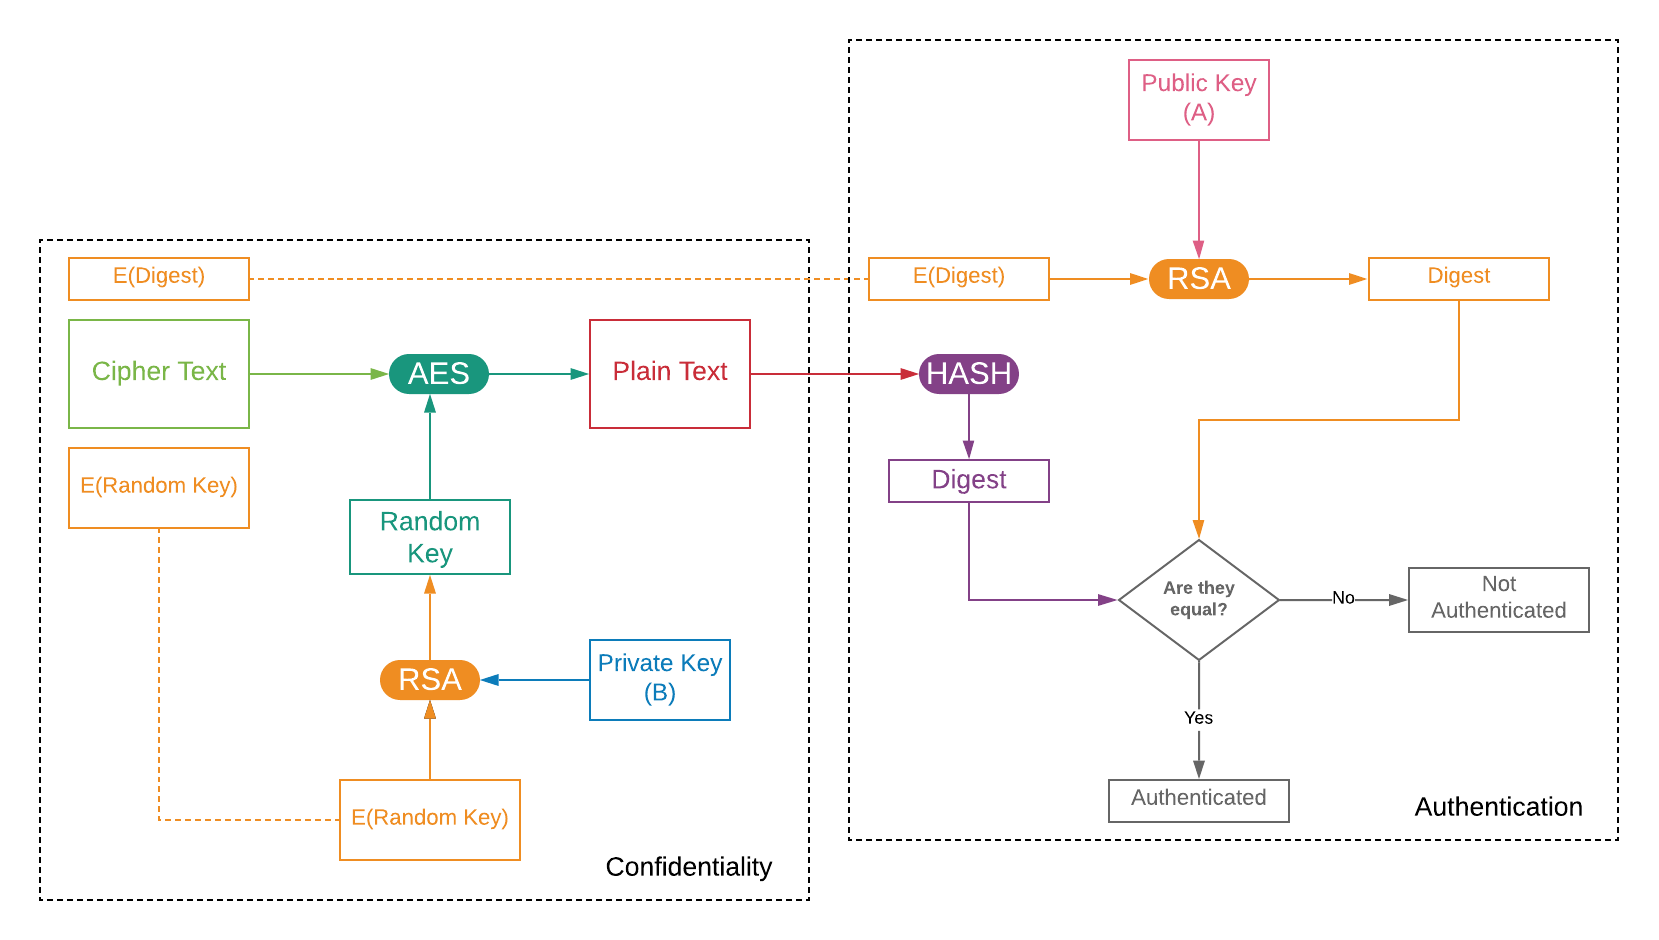 Public Key
(A)
E(Digest)
E(Digest)
RSA
Digest
Cipher Text
AES
Plain Text
HASH
E(Random Key)
Digest
Random
Key
Are they
equal?
No
Not
Authenticated
RSA
Private Key
(B)
Yes
E(Random Key)
Authenticated
Authentication
Confidentiality